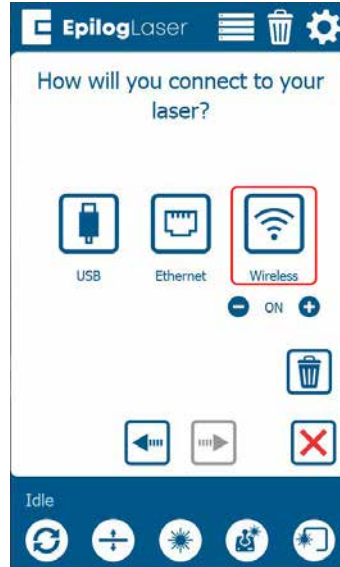 EpilogLaser
How will you connect to your
laser?
USB Ethernet Wireless
ON
Idle